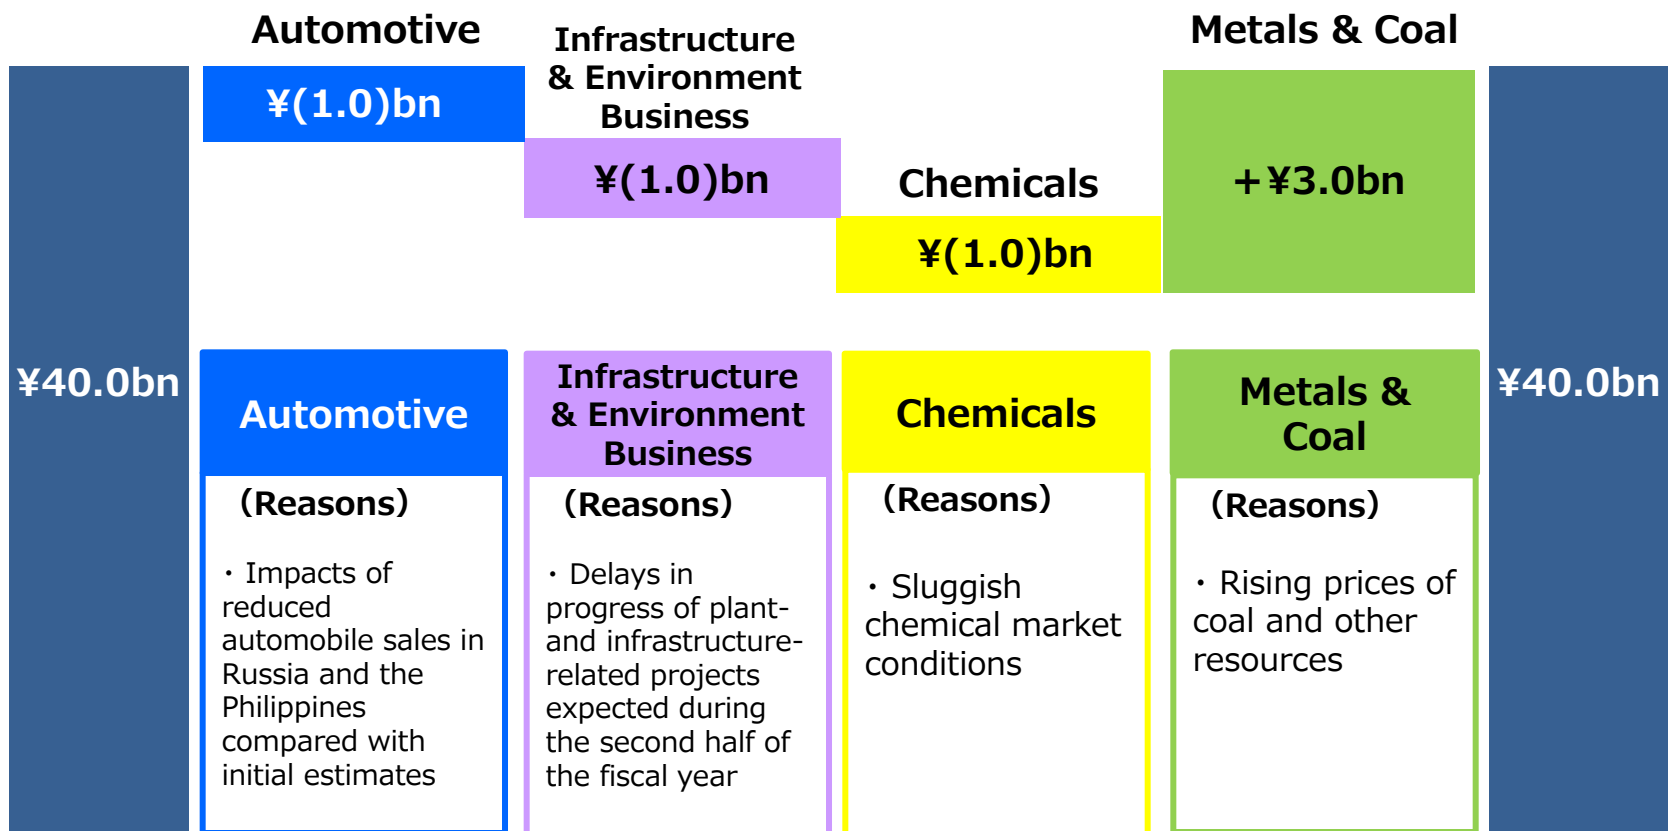 Automotive
¥(1.0)bn
Infrastructure
& Environment
Business
¥(1.0)bn
Chemicals
¥(1.0)bn
Metals & Coal
+¥3.0bn
¥40.0bn
¥40.0bn
Automotive
(Reasons)
・Impacts of
reduced
automobile sales in
Russia and the
Philippines
compared with
initial estimates
Infrastructure
& Environment
Business
(Reasons)
・Delays in
progress of plant-
and infrastructure-
related projects
expected during
the second half of
the fiscal year
Chemicals
(Reasons)
・Sluggish
chemical market
conditions
Metals &
Coal
(Reasons)
・Rising prices of
coal and other
resources